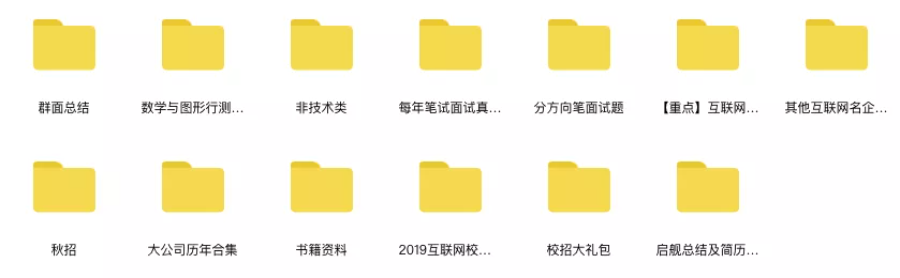 群面总结
数学与图形行测...
非技术类
每年笔试面试真...
分方向笔面试题
【重点】互联网...
其他互联网名企...
秋招
大公司历年合集
书籍资料
2019互联网校...
校招大礼包
启舰总结及简历...